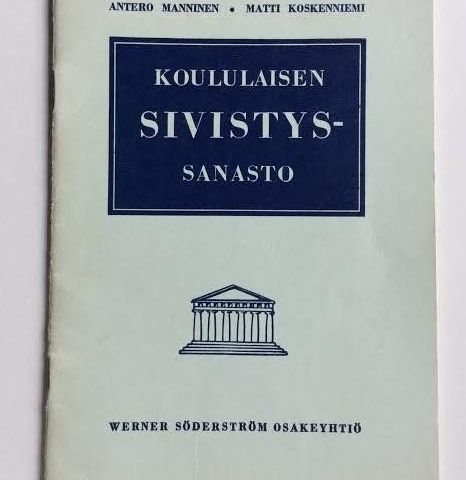 ANTERO MANNINEN • MATTI KOSKENNIEMI
KOULULAISEN
SIVISTYS-
SANASTO
WERNER SÖDERSTRÖM OSAKEYHTIÖ